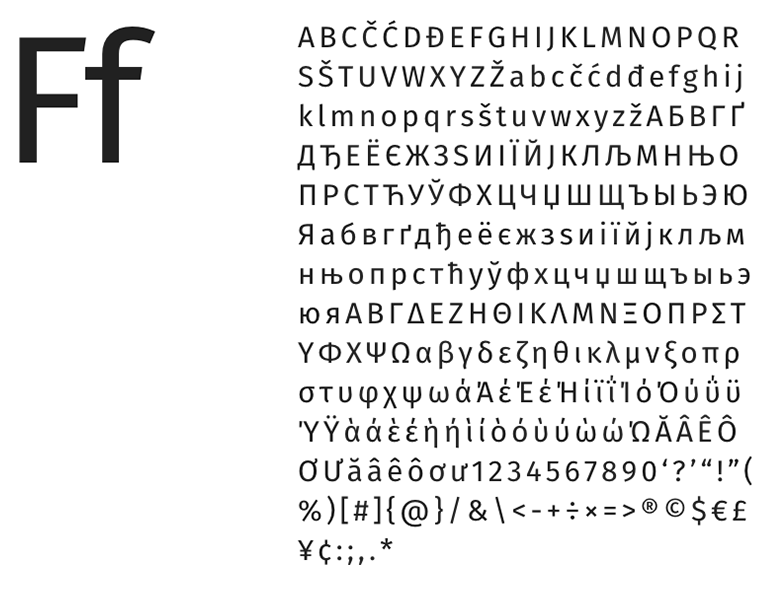 Ff
ABCČĆDĐEFGHIJKLMNOPQR
SŠTUVWXYZŽabcčćdđefghij
klmnopqrsštuvwxyzžАБВГҐ
ДЂЕЁЄЖЗЅИІЇЙЈКЛЉМНЊО
ПРСТЋУЎФХЦЧЏШЩЪЫЬЭЮ
Яабвгґдђеёєжзѕиіїйјклљм
нњопрстћуўфхцчџшщъыьэ
юяΑΒΓΔΕΖΗΘΙΚΛΜΝΞΟΠΡΣΤ
ΥΦΧΨΩαβγδεζηθικλμνξοπρ
στυφχψωάΆέΈέΉίϊΐΊόΌύΰϋ
ΎΫὰάὲέὴήὶίὸόὺύὼώΏĂÂÊÔ
ƠƯăâêôơư1234567890‘?’“!”(
%)[#]{@}/&\<-+÷×=>®©$€£
¥¢:;,.*